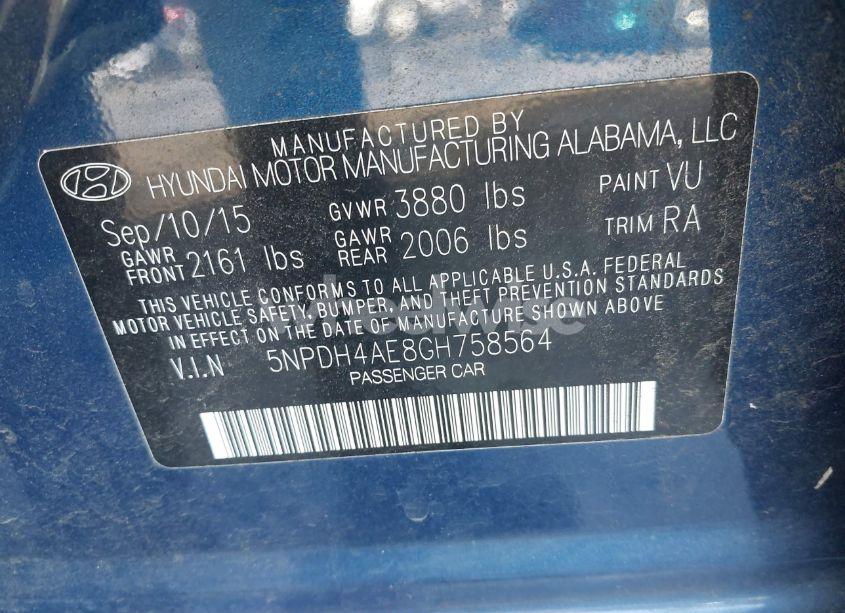 MANUFACTURED BY
HYUNDAI MOTOR MANUFACTURING ALABAMA, LLC
Sep/10/15 GVWR 3880 lbs PAINT VU
GAWR FRONT 2161 lbs GAWR REAR 2006 lbs TRIM RA
THIS VEHICLE CONFORMS TO ALL APPLICABLE U.S.A. FEDERAL
MOTOR VEHICLE SAFETY, BUMPER, AND THEFT PREVENTION STANDARDS
IN EFFECT ON THE DATE OF MANUFACTURE SHOWN ABOVE
V.I.N 5NPDH4AE8GH758564
PASSENGER CAR